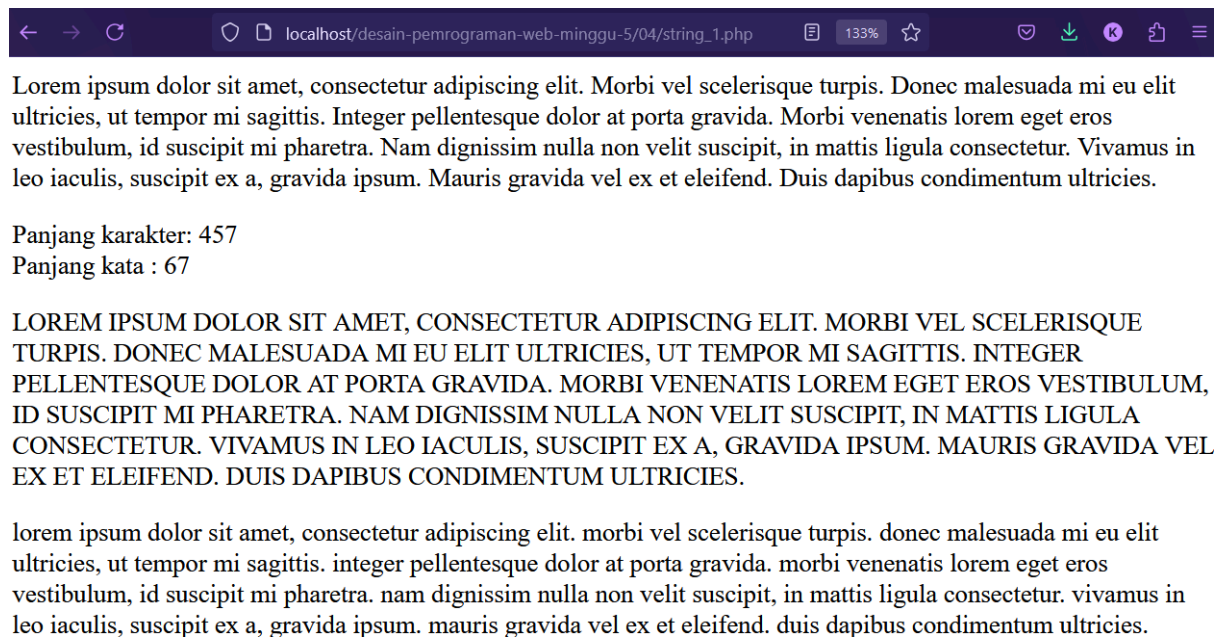 localhost/desain-pemrograman-web-minggu-5/04/string_1.php 133% K
Lorem ipsum dolor sit amet, consectetur adipiscing elit. Morbi vel scelerisque turpis. Donec malesuada mi eu elit
ultricies, ut tempor mi sagittis. Integer pellentesque dolor at porta gravida. Morbi venenatis lorem eget eros
vestibulum, id suscipit mi pharetra. Nam dignissim nulla non velit suscipit, in mattis ligula consectetur. Vivamus in
leo iaculis, suscipit ex a, gravida ipsum. Mauris gravida vel ex et eleifend. Duis dapibus condimentum ultricies.
Panjang karakter: 457
Panjang kata : 67
LOREM IPSUM DOLOR SIT AMET, CONSECTETUR ADIPISCING ELIT. MORBI VEL SCELERISQUE
TURPIS. DONEC MALESUADA MI EU ELIT ULTRICIES, UT TEMPOR MI SAGITTIS. INTEGER
PELLENTESQUE DOLOR AT PORTA GRAVIDA. MORBI VENENATIS LOREM EGET EROS VESTIBULUM,
ID SUSCIPIT MI PHARETRA. NAM DIGNISSIM NULLA NON VELIT SUSCIPIT, IN MATTIS LIGULA
CONSECTETUR. VIVAMUS IN LEO IACULIS, SUSCIPIT EX A, GRAVIDA IPSUM. MAURIS GRAVIDA VEL
EX ET ELEIFEND. DUIS DAPIBUS CONDIMENTUM ULTRICIES.
lorem ipsum dolor sit amet, consectetur adipiscing elit. morbi vel scelerisque turpis. donec malesuada mi eu elit
ultricies, ut tempor mi sagittis. integer pellentesque dolor at porta gravida. morbi venenatis lorem eget eros
vestibulum, id suscipit mi pharetra. nam dignissim nulla non velit suscipit, in mattis ligula consectetur. vivamus in
leo iaculis, suscipit ex a, gravida ipsum. mauris gravida vel ex et eleifend. duis dapibus condimentum ultricies.